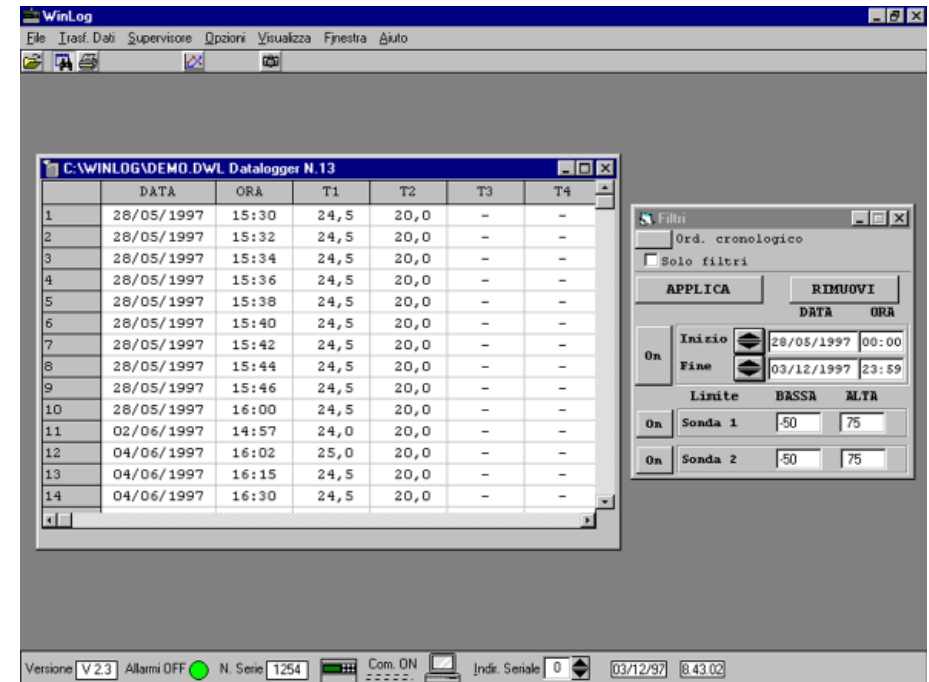 WinLog
File Trasf. Dati Supervisore Opzioni Visualizza Finestra Aiuto
C:\WINLOG\DEMO.DWL Datalogger N.13
DATA ORA T1 T2 T3 T4
1 28/05/1997 15:30 24,5 20,0 - -
2 28/05/1997 15:32 24,5 20,0 - -
3 28/05/1997 15:34 24,5 20,0 - -
4 28/05/1997 15:36 24,5 20,0 - -
5 28/05/1997 15:38 24,5 20,0 - -
6 28/05/1997 15:40 24,5 20,0 - -
7 28/05/1997 15:42 24,5 20,0 - -
8 28/05/1997 15:44 24,5 20,0 - -
9 28/05/1997 15:46 24,5 20,0 - -
10 28/05/1997 16:00 24,5 20,0 - -
11 02/06/1997 14:57 24,0 20,0 - -
12 04/06/1997 16:02 25,0 20,0 - -
13 04/06/1997 16:15 24,5 20,0 - -
14 04/06/1997 16:30 24,5 20,0 - -
Filtri
Ord. cronologico
Solo filtri
APPLICA RIMUOVI
DATA ORA
On
Inizio 28/05/1997 00:00
Fine 03/12/1997 23:59
Limite BASSA ALTA
On Sonda 1 -50 75
On Sonda 2 -50 75
Versione V 2.3 Allarmi OFF N. Serie 1254 Com. ON Indir. Seriale 0 03/12/97 8.43.02